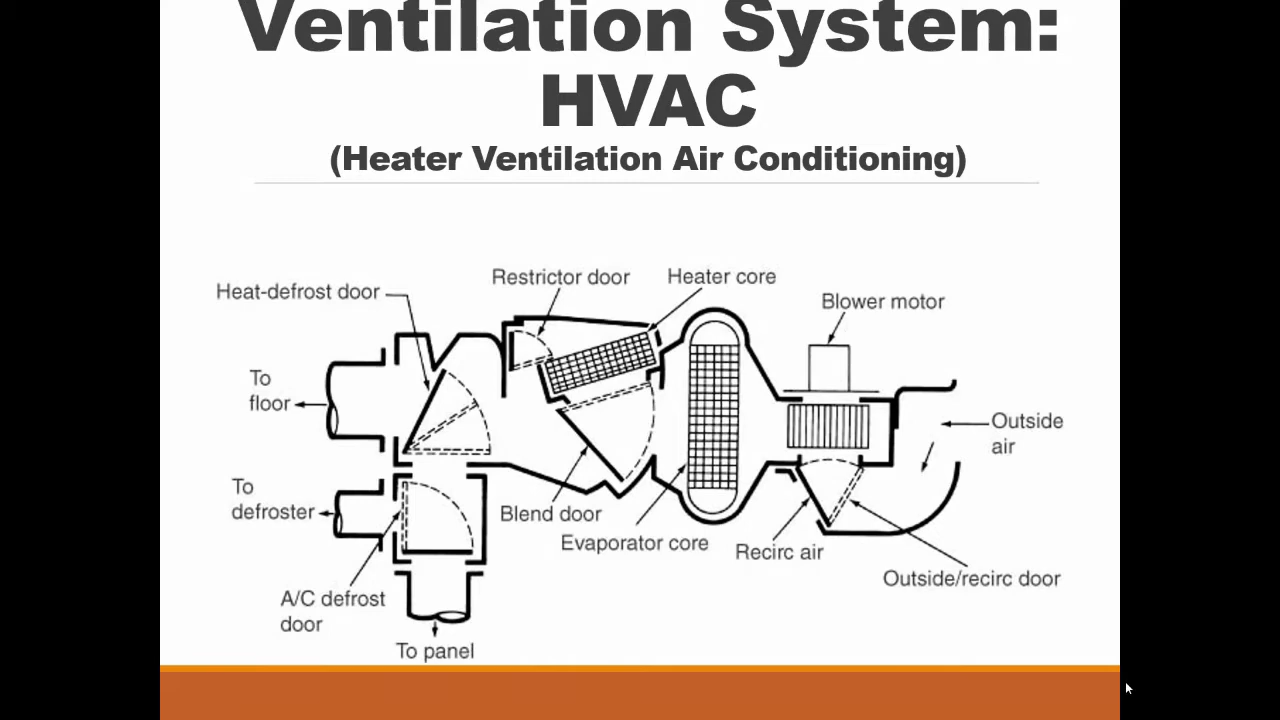 Ventilation System:
HVAC
(Heater Ventilation Air Conditioning)
Restrictor door
Heater core
Heat-defrost door
Blower motor
To
floor
Outside
air
To
defroster
Blend door
Evaporator core
Recirc air
Outside/recirc door
A/C defrost
door
To panel